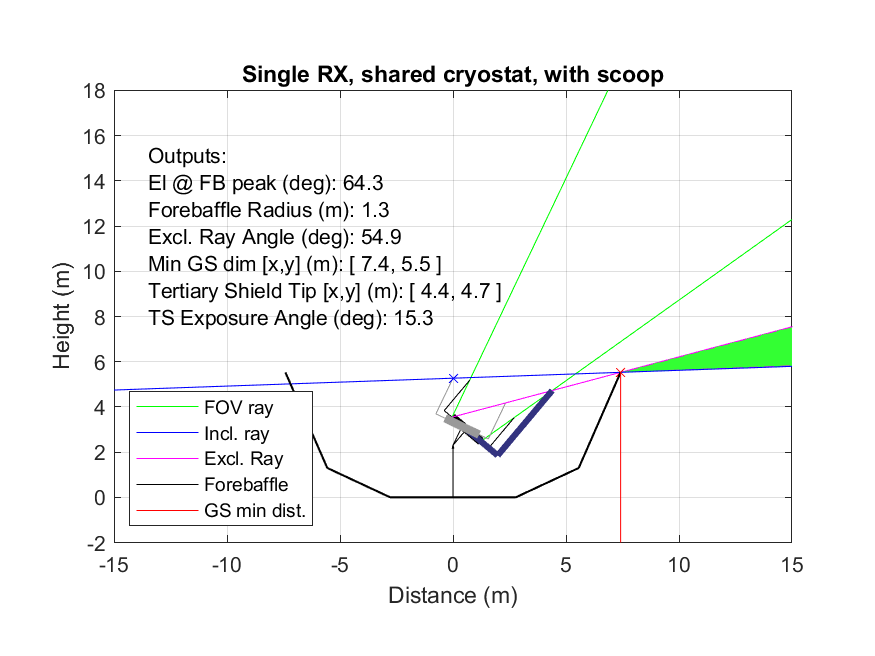 Single RX, shared cryostat, with scoop
Outputs:
El @ FB peak (deg): 64.3
Forebaffle Radius (m): 1.3
Excl. Ray Angle (deg): 54.9
Min GS dim [x,y] (m): [ 7.4, 5.5 ]
Tertiary Shield Tip [x,y] (m): [ 4.4, 4.7 ]
TS Exposure Angle (deg): 15.3
18
16
14
12
10
8
6
4
2
0
-2
Height (m)
FOV ray
Incl. ray
Excl. Ray
Forebaffle
GS min dist.
-15
-10
-5
0
5
10
15
Distance (m)